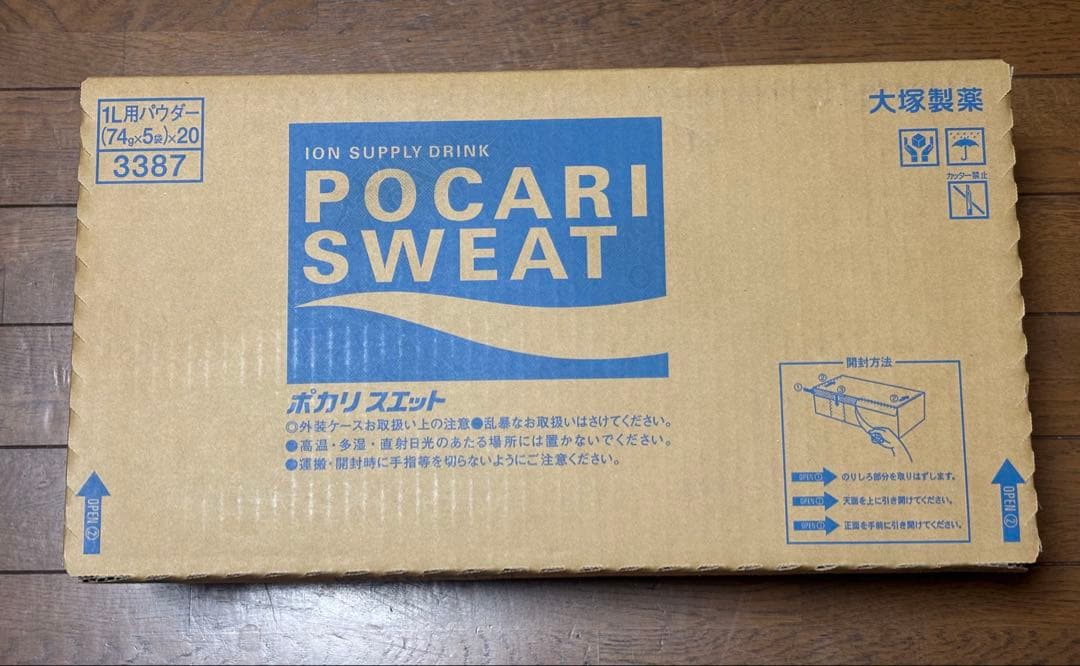 1L用パウダー
(74g×5袋)×20
3387
大塚製薬
カッター禁止
ION SUPPLY DRINK
POCARI
SWEAT
ポカリスエット
◎外装ケースお取扱い上の注意●乱暴なお取扱いはさけてください。
●高温・多湿・直射日光のあたる場所には置かないでください。
●運搬・開封時に手指等を切らないようにご注意ください。
開封方法
① ② ③ ②
OPEN① のりしろ部分を取りはずします。
OPEN② 天面を上に引き開けてください。
OPEN③ 正面を手前に引き開けてください。
OPEN②
OPEN②